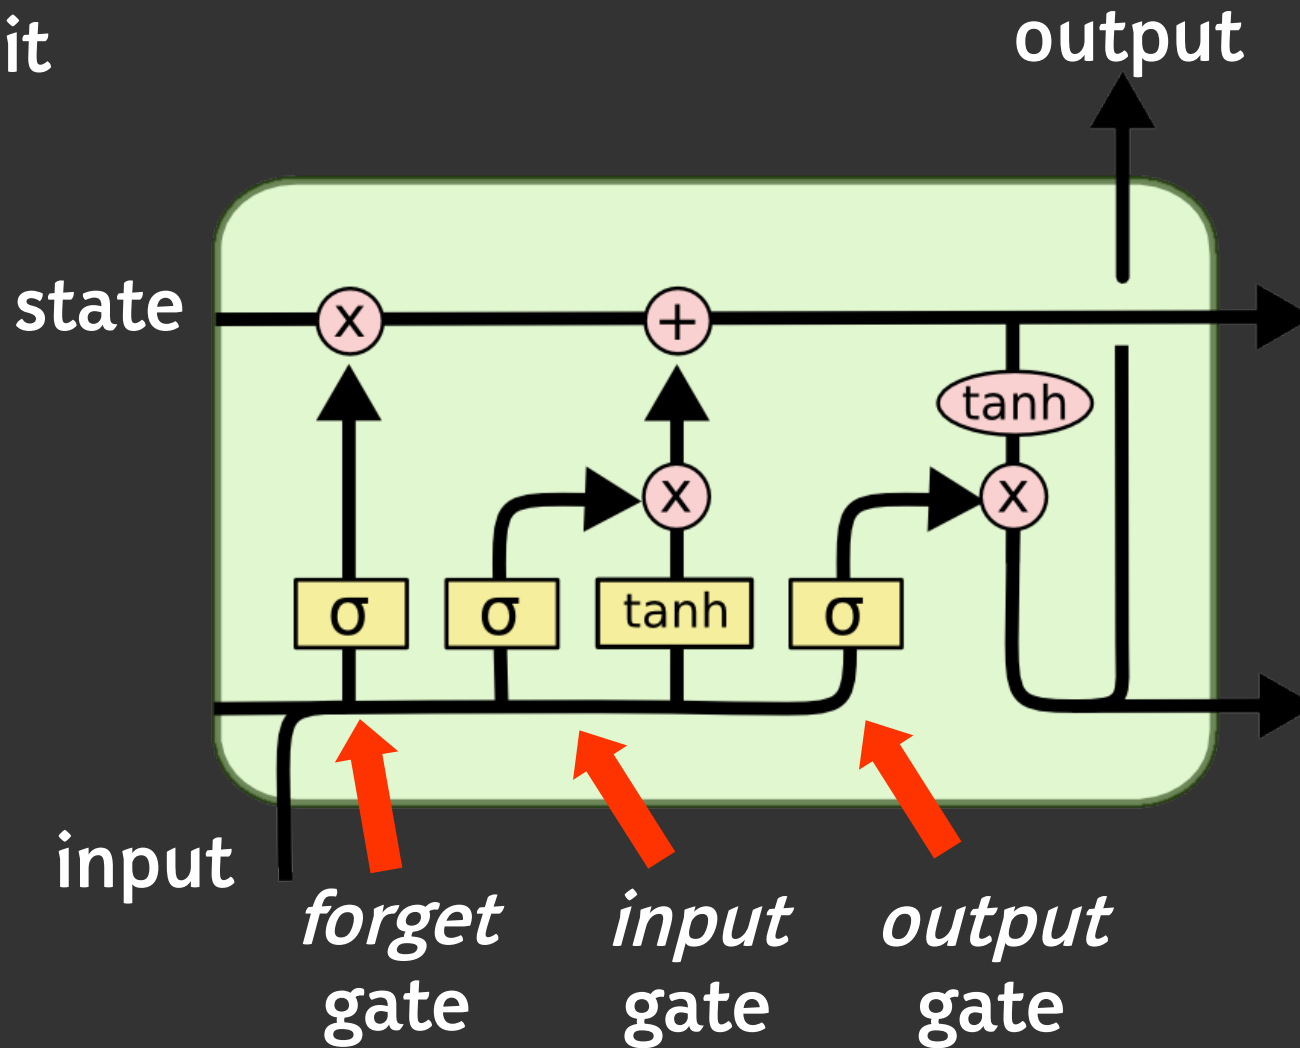 it
output
state
x
+
tanh
x
x
σ
σ
tanh
σ
input
forget
gate
input
gate
output
gate